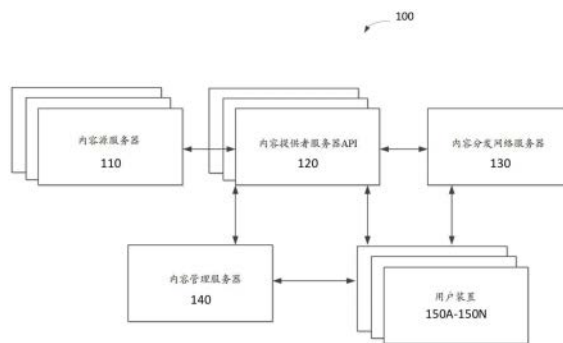 100
内容源服务器
110
内容提供者服务器API
120
内容分发网络服务器
130
内容管理服务器
140
用户装置
150A-150N